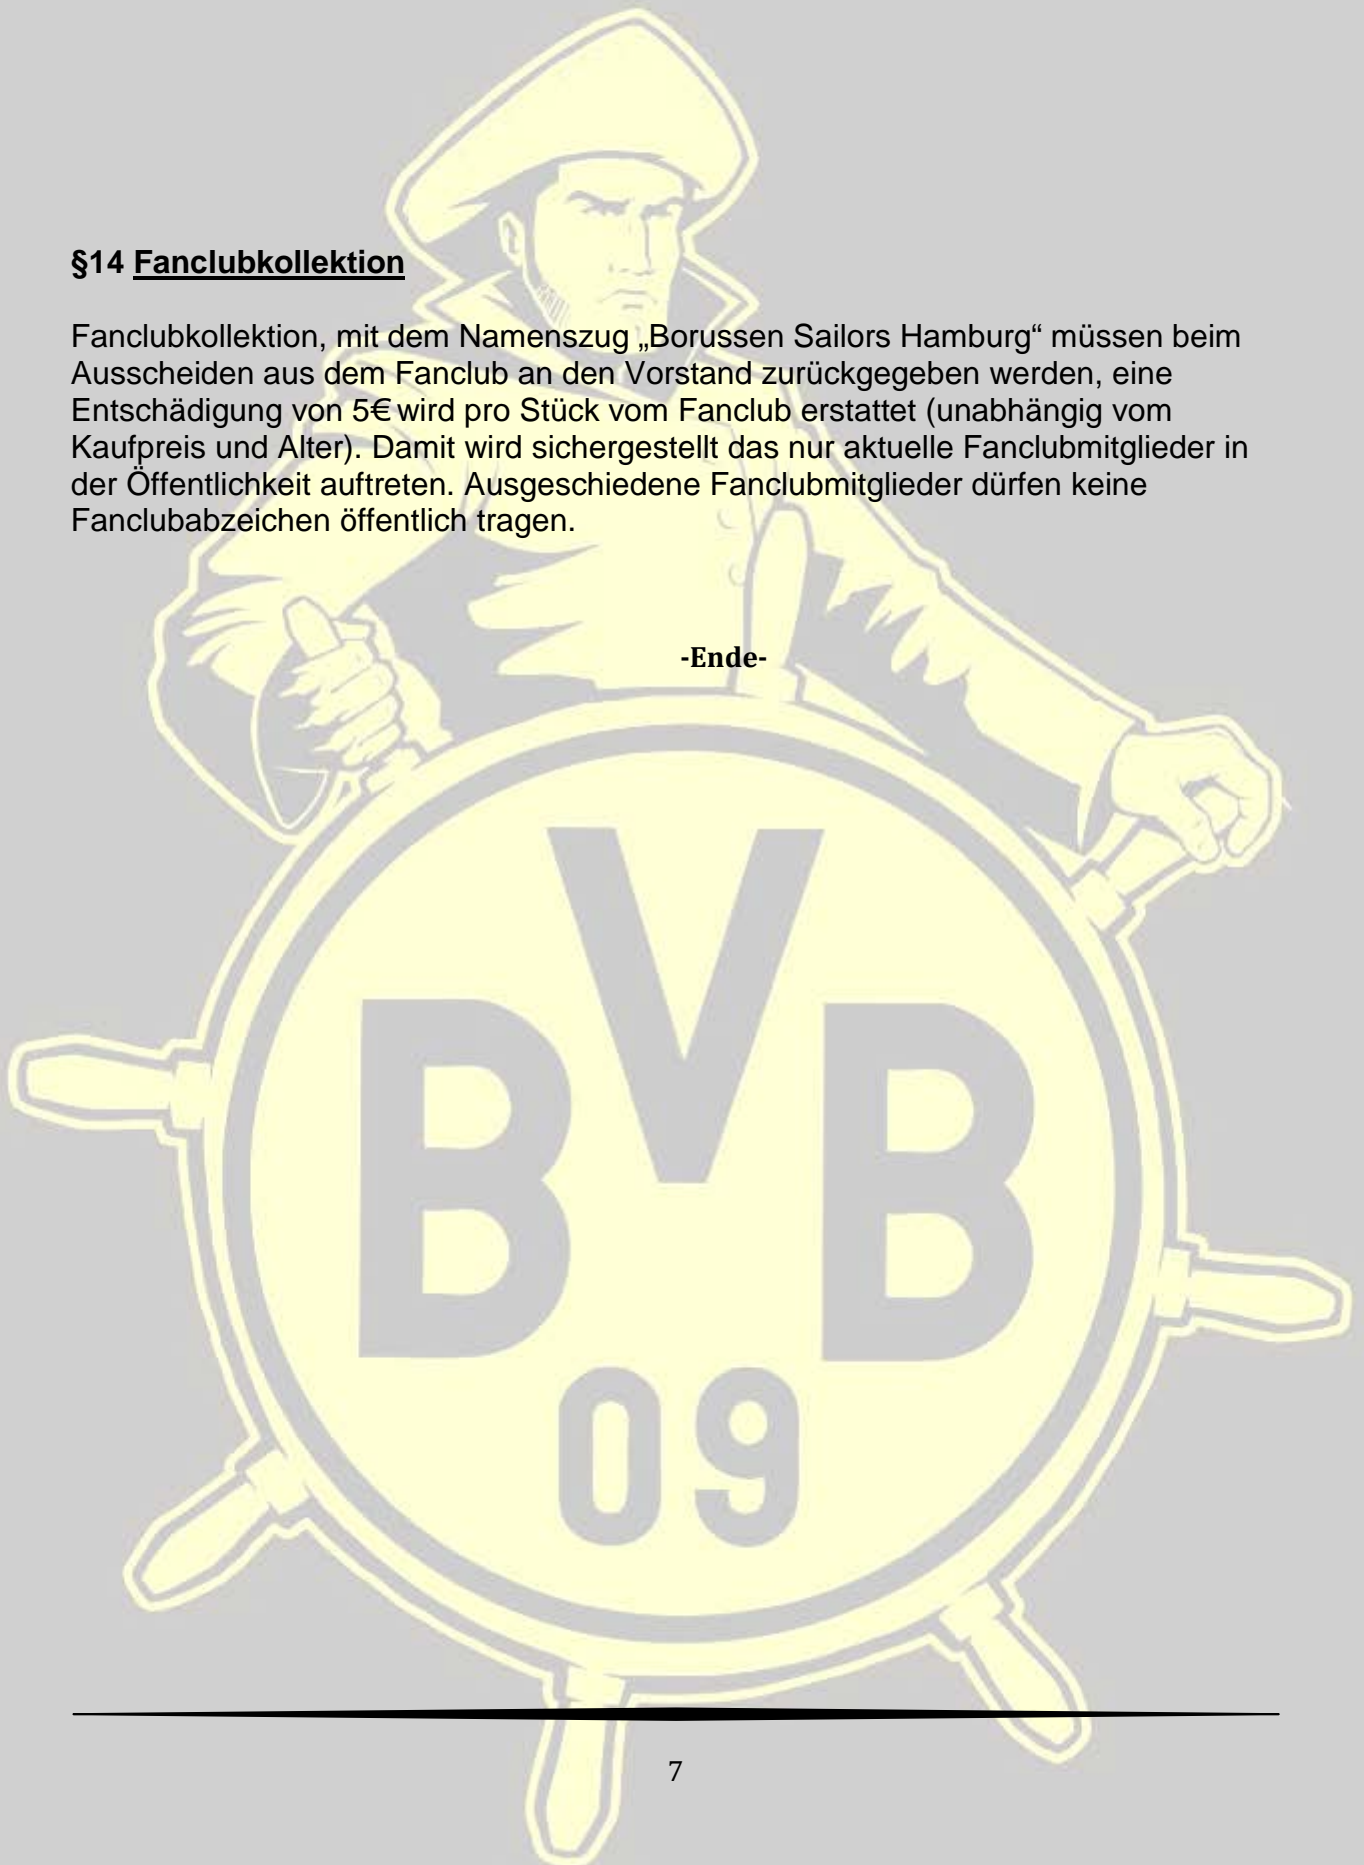 §14 Fanclubkollektion
Fanclubkollektion, mit dem Namenszug „Borussen Sailors Hamburg“ müssen beim
Ausscheiden aus dem Fanclub an den Vorstand zurückgegeben werden, eine
Entschädigung von 5€ wird pro Stück vom Fanclub erstattet (unabhängig vom
Kaufpreis und Alter). Damit wird sichergestellt das nur aktuelle Fanclubmitglieder in
der Öffentlichkeit auftreten. Ausgeschiedene Fanclubmitglieder dürfen keine
Fanclubabzeichen öffentlich tragen.
-Ende-
BVB
09
7